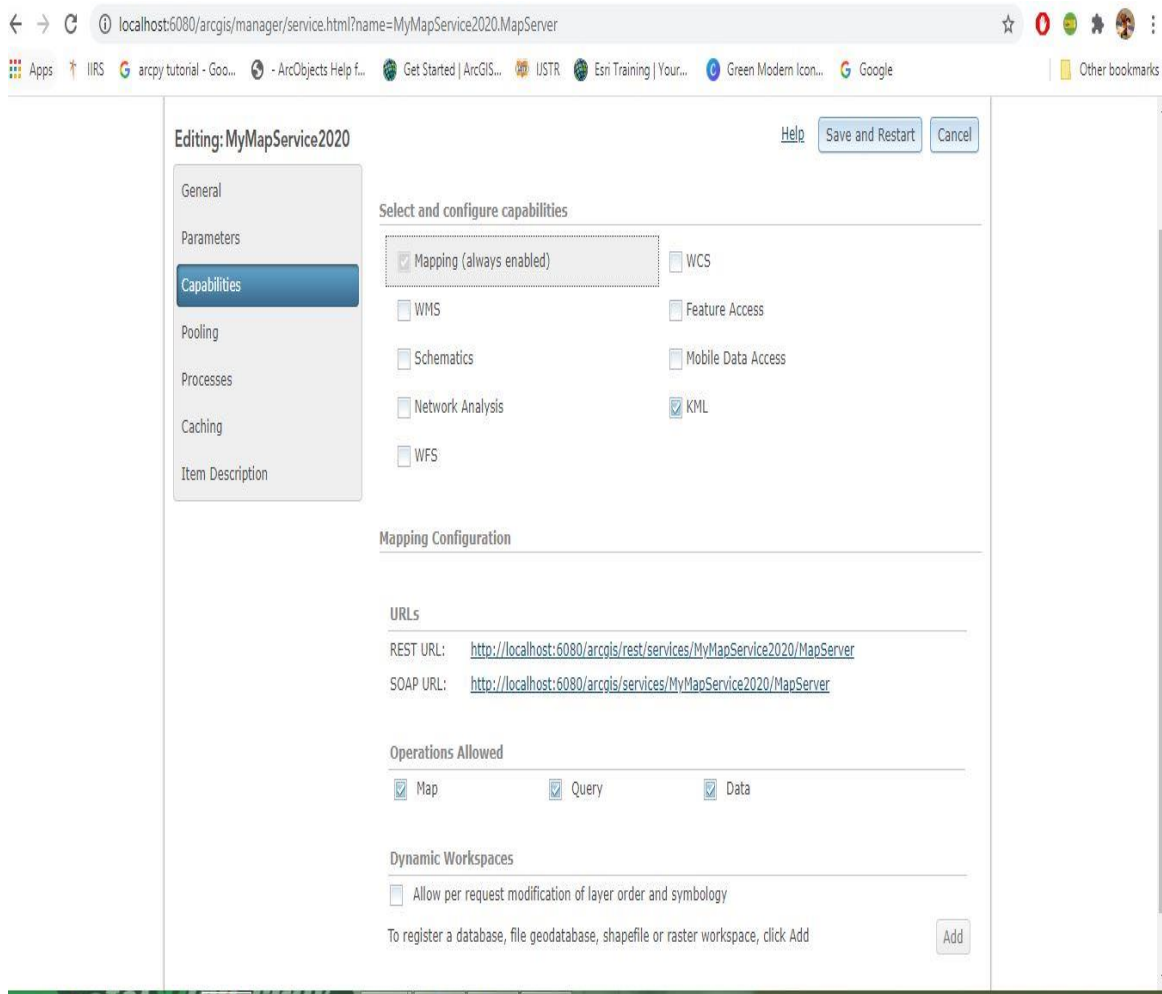 localhost:6080/arcgis/manager/service.html?name=MyMapService2020.MapServer
Apps IIRS arcpy tutorial - Goo... - ArcObjects Help f... Get Started | ArcGIS... USTR Esri Training | Your... Green Modern Icon... Google Other bookmarks
Editing: MyMapService2020 Help Save and Restart Cancel
General
Parameters
Capabilities
Pooling
Processes
Caching
Item Description
Select and configure capabilities
Mapping (always enabled) WCS
WMS Feature Access
Schematics Mobile Data Access
Network Analysis KML
WFS
Mapping Configuration
URLs
REST URL: http://localhost:6080/arcgis/rest/services/MyMapService2020/MapServer
SOAP URL: http://localhost:6080/arcgis/services/MyMapService2020/MapServer
Operations Allowed
Map Query Data
Dynamic Workspaces
Allow per request modification of layer order and symbology
To register a database, file geodatabase, shapefile or raster workspace, click Add Add